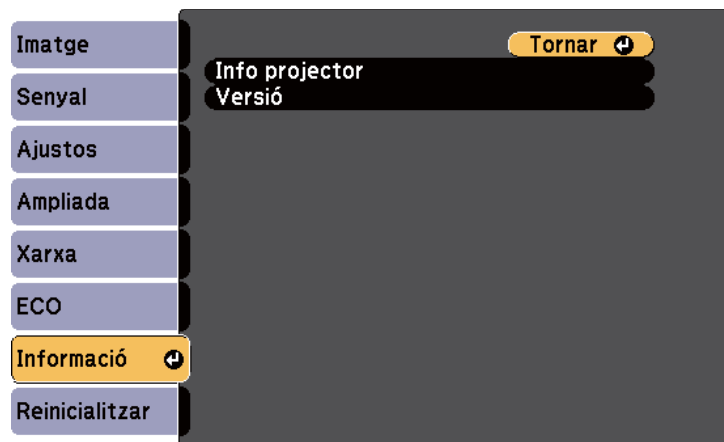 Imatge
Senyal
Ajustos
Ampliada
Xarxa
ECO
Informació
Reinicialitzar
Tornar
Info projector
Versió